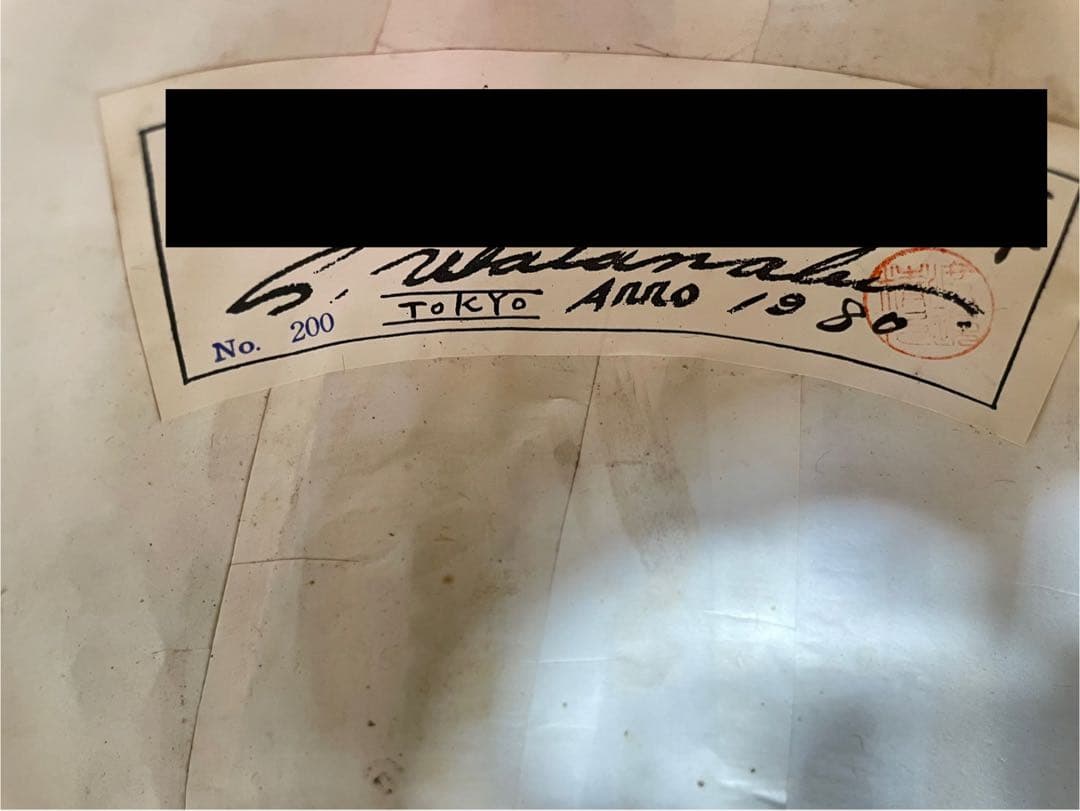 S. Watanabe
TOKYO ANNO 1980.
No. 200